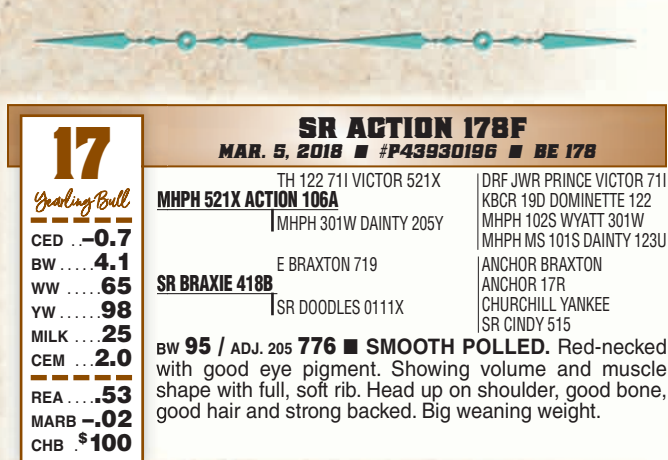 17
Yearling Bull
CED ..–0.7
BW .....4.1
WW .....65
YW ......98
MILK ....25
CEM ...2.0
REA .....53
MARB –.02
CHB .$100
SR ACTION 178F
MAR. 5, 2018 ■ #P43930196 ■ BE 178
TH 122 71I VICTOR 521X
MHPH 521X ACTION 106A
MHPH 301W DAINTY 205Y
E BRAXTON 719
SR BRAXIE 418B
SR DOODLES 0111X
DRF JWR PRINCE VICTOR 71I
KBCR 19D DOMINETTE 122
MHPH 102S WYATT 301W
MHPH MS 101S DAINTY 123U
ANCHOR BRAXTON
ANCHOR 17R
CHURCHILL YANKEE
SR CINDY 515
BW 95 / ADJ. 205 776 ■ SMOOTH POLLED. Red-necked
with good eye pigment. Showing volume and muscle
shape with full, soft rib. Head up on shoulder, good bone,
good hair and strong backed. Big weaning weight.